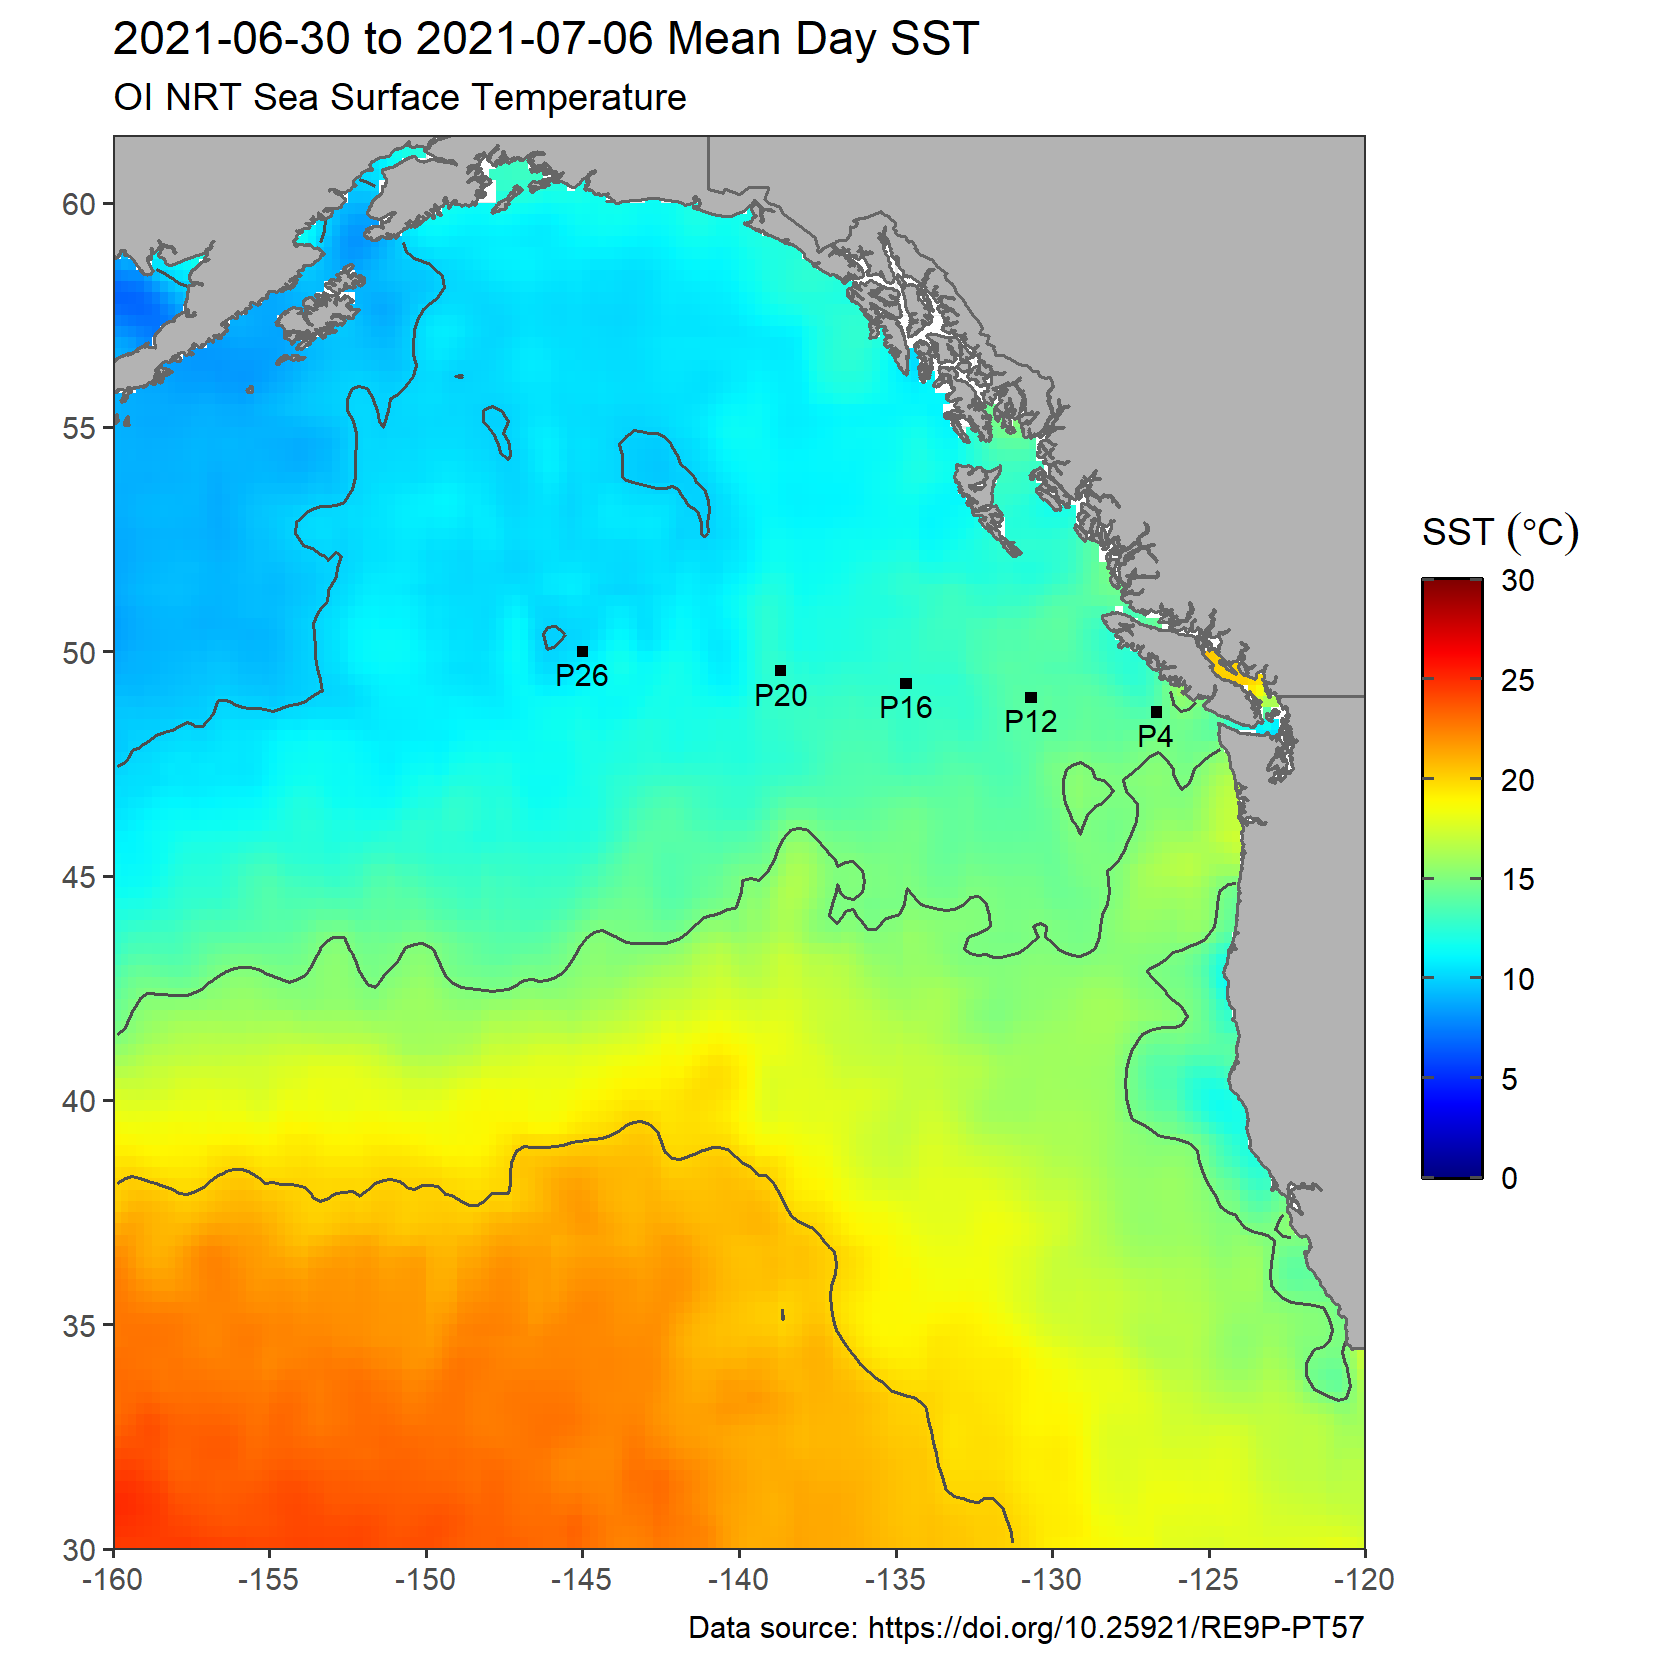 2021-06-30 to 2021-07-06 Mean Day SST
OI NRT Sea Surface Temperature
60
55
50
45
40
35
30
P26
P20
P16
P12
P4
-160
-155
-150
-145
-140
-135
-130
-125
-120
SST (°C)
30
25
20
15
10
5
0
Data source: https://doi.org/10.25921/RE9P-PT57